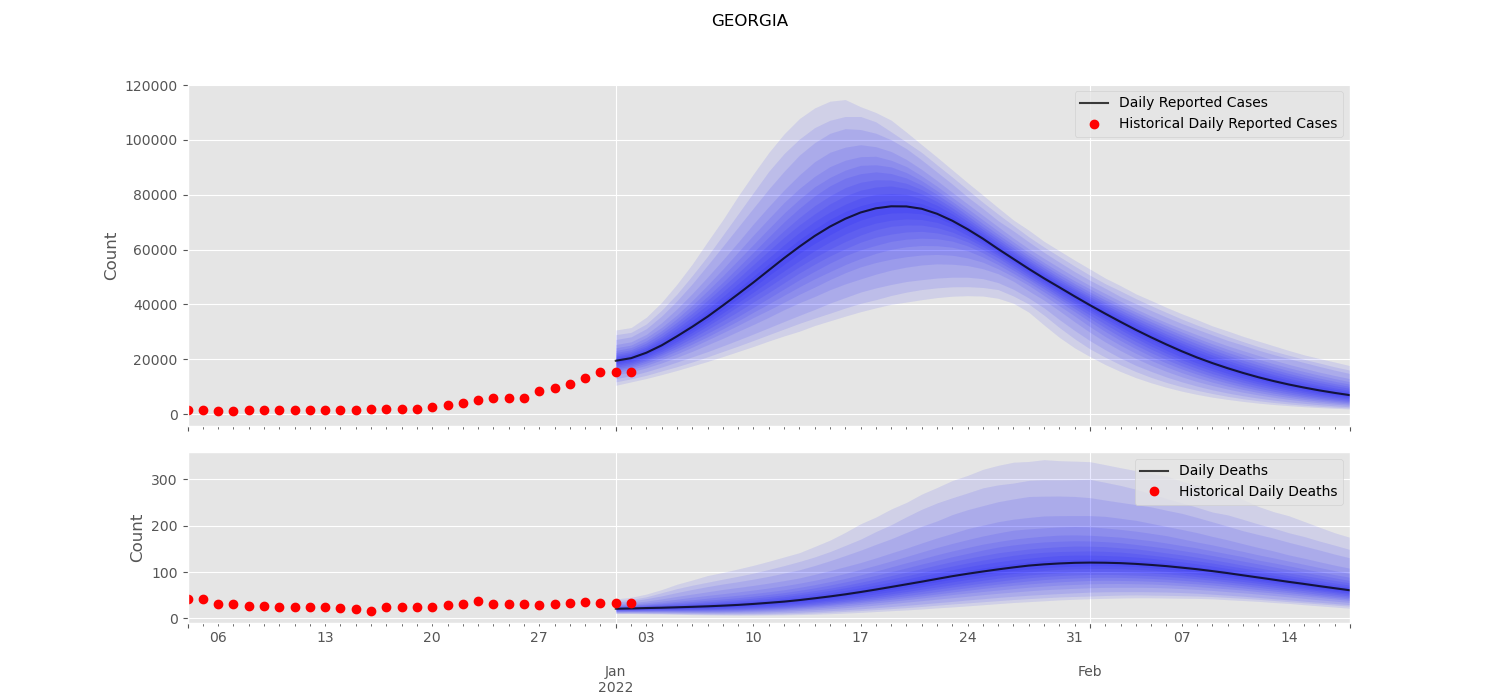 GEORGIA
120000
100000
80000
60000
40000
20000
0
Count
Daily Reported Cases
Historical Daily Reported Cases
300
200
100
0
Count
Daily Deaths
Historical Daily Deaths
06 13 20 27 03 10 17 24 31 07 14
Jan Feb
2022